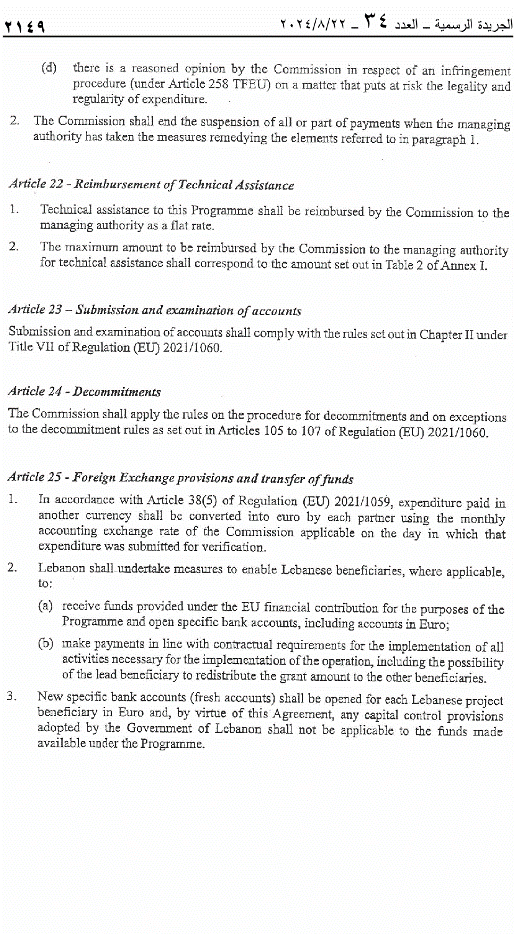 الجريدة الرسمية – العدد ٣٤ – ٢٠٢٤/٨/٢٢
٢١٤٩
(d) there is a reasoned opinion by the Commission in respect of an infringement
procedure (under Article 258 TFEU) on a matter that puts at risk the legality and
regularity of expenditure.
2. The Commission shall end the suspension of all or part of payments when the managing
authority has taken the measures remedying the elements referred to in paragraph 1.
Article 22 - Reimbursement of Technical Assistance
1. Technical assistance to this Programme shall be reimbursed by the Commission to the
managing authority as a flat rate.
2. The maximum amount to be reimbursed by the Commission to the managing authority
for technical assistance shall correspond to the amount set out in Table 2 of Annex I.
Article 23 – Submission and examination of accounts
Submission and examination of accounts shall comply with the rules set out in Chapter II under
Title VII of Regulation (EU) 2021/1060.
Article 24 - Decommitments
The Commission shall apply the rules on the procedure for decommitments and on exceptions
to the decommitment rules as set out in Articles 105 to 107 of Regulation (EU) 2021/1060.
Article 25 - Foreign Exchange provisions and transfer of funds
1. In accordance with Article 38(5) of Regulation (EU) 2021/1059, expenditure paid in
another currency shall be converted into euro by each partner using the monthly
accounting exchange rate of the Commission applicable on the day in which that
expenditure was submitted for verification.
2. Lebanon shall undertake measures to enable Lebanese beneficiaries, where applicable,
to:
(a) receive funds provided under the EU financial contribution for the purposes of the
Programme and open specific bank accounts, including accounts in Euro;
(b) make payments in line with contractual requirements for the implementation of all
activities necessary for the implementation of the operation, including the possibility
of the lead beneficiary to redistribute the grant amount to the other beneficiaries.
3. New specific bank accounts (fresh accounts) shall be opened for each Lebanese project
beneficiary in Euro and, by virtue of this Agreement, any capital control provisions
adopted by the Government of Lebanon shall not be applicable to the funds made
available under the Programme.